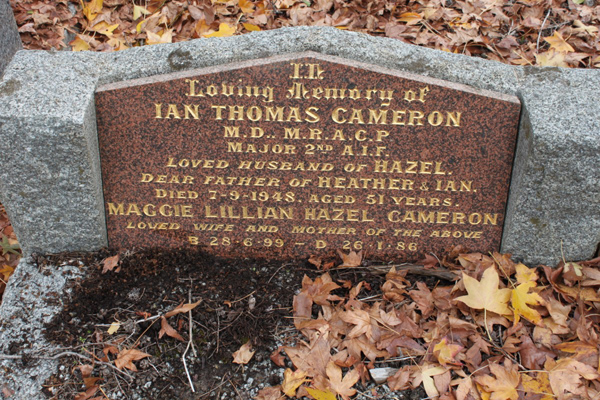 In
Loving Memory of
IAN THOMAS CAMERON
M.D., M.R.A.C.P.
MAJOR 2ND A.I.F.
LOVED HUSBAND OF HAZEL.
DEAR FATHER OF HEATHER & IAN.
DIED 7-9-1948. AGED 51 YEARS.
MAGGIE LILLIAN HAZEL CAMERON
LOVED WIFE AND MOTHER OF THE ABOVE
B 28·6·99 – D 26·1·86